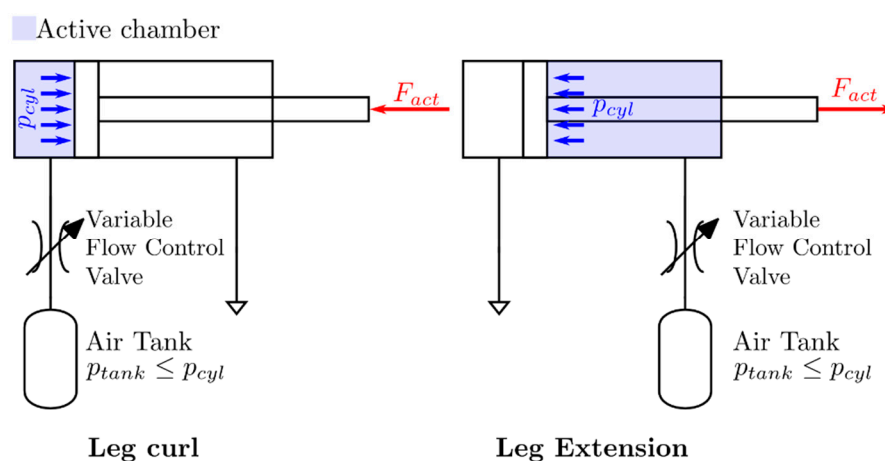 Active chamber
p_cyl
F_act
p_cyl
F_act
Variable
Flow Control
Valve
Variable
Flow Control
Valve
Air Tank
p_tank ≤ p_cyl
Air Tank
p_tank ≤ p_cyl
Leg curl
Leg Extension